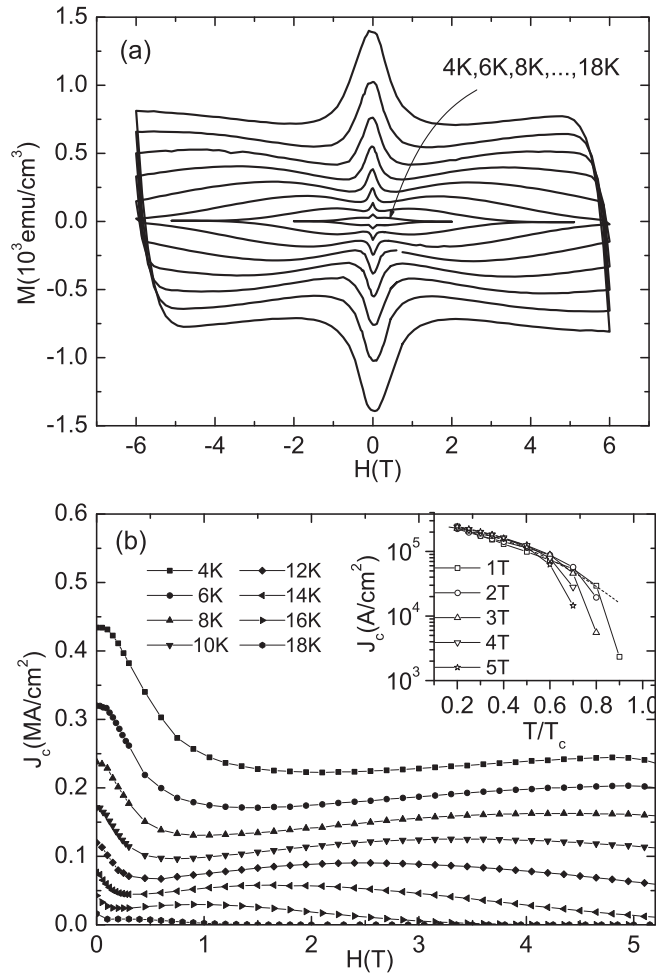 (a)
4K,6K,8K,...,18K
M(10³emu/cm³)
1.5
1.0
0.5
0.0
-0.5
-1.0
-1.5
-6 -4 -2 0 2 4 6
H(T)
(b)
J_c(MA/cm²)
0.6
0.5
0.4
0.3
0.2
0.1
0.0
4K 12K
6K 14K
8K 16K
10K 18K
J_c(A/cm²)
10⁵
10⁴
10³
1T
2T
3T
4T
5T
0.2 0.4 0.6 0.8 1.0
T/T_c
0 1 2 3 4 5
H(T)